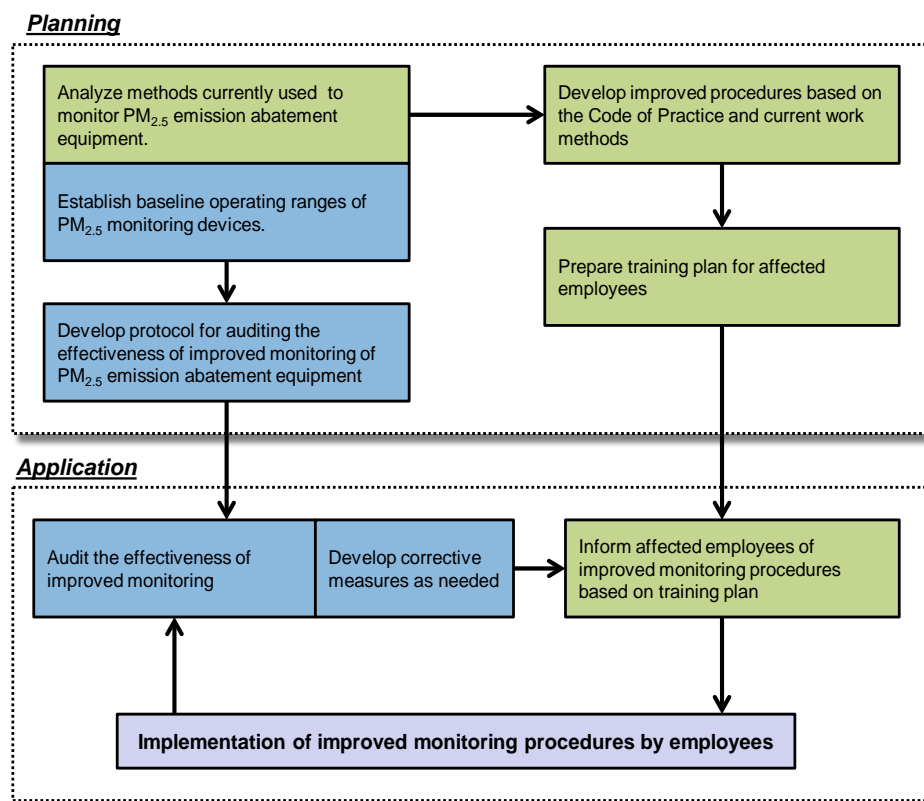 Planning
Analyze methods currently used to
monitor PM2.5 emission abatement
equipment.
Establish baseline operating ranges of
PM2.5 monitoring devices.
Develop protocol for auditing the
effectiveness of improved monitoring of
PM2.5 emission abatement equipment
Develop improved procedures based on
the Code of Practice and current work
methods
Prepare training plan for affected
employees
Application
Audit the effectiveness of
improved monitoring
Develop corrective
measures as needed
Inform affected employees of
improved monitoring procedures
based on training plan
Implementation of improved monitoring procedures by employees